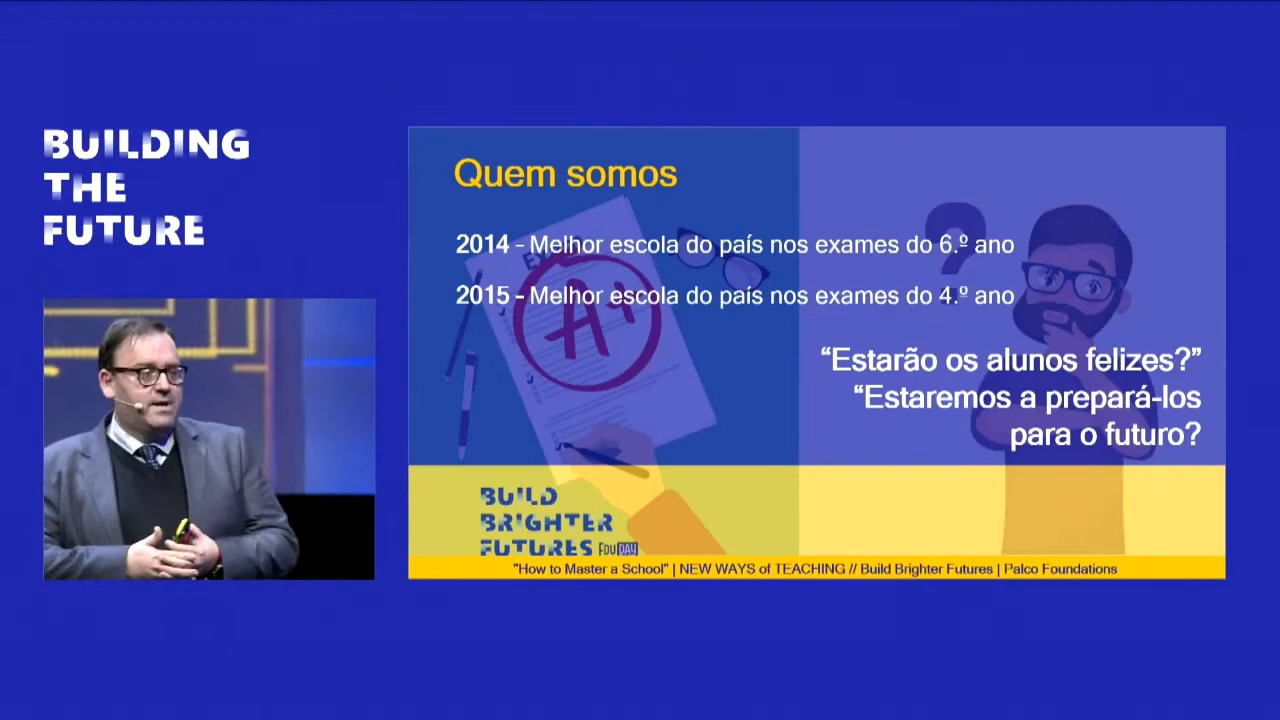 BUILDING
THE
FUTURE
Quem somos
2014 - Melhor escola do país nos exames do 6.º ano
2015 - Melhor escola do país nos exames do 4.º ano
“Estarão os alunos felizes?”
“Estaremos a prepará-los
para o futuro?
A+
BUILD
BRIGHTER
FUTURES EDU DAY
"How to Master a School" | NEW WAYS of TEACHING // Build Brighter Futures | Palco Foundations